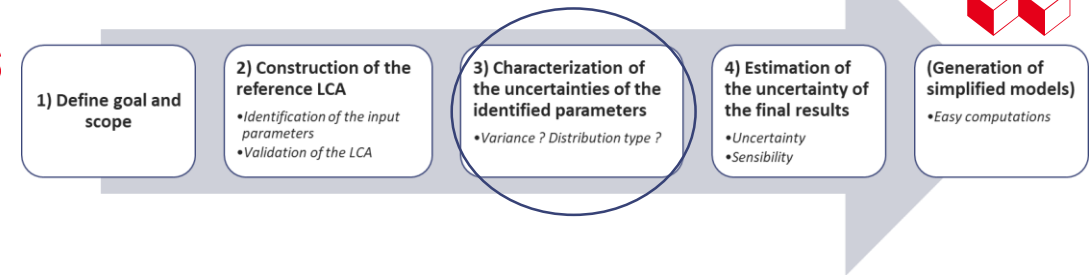 1) Define goal and
scope
2) Construction of the
reference LCA
•Identification of the input
parameters
•Validation of the LCA
3) Characterization of
the uncertainties of the
identified parameters
•Variance ? Distribution type ?
4) Estimation of
the uncertainty of
the final results
•Uncertainty
•Sensibility
(Generation of
simplified models)
•Easy computations